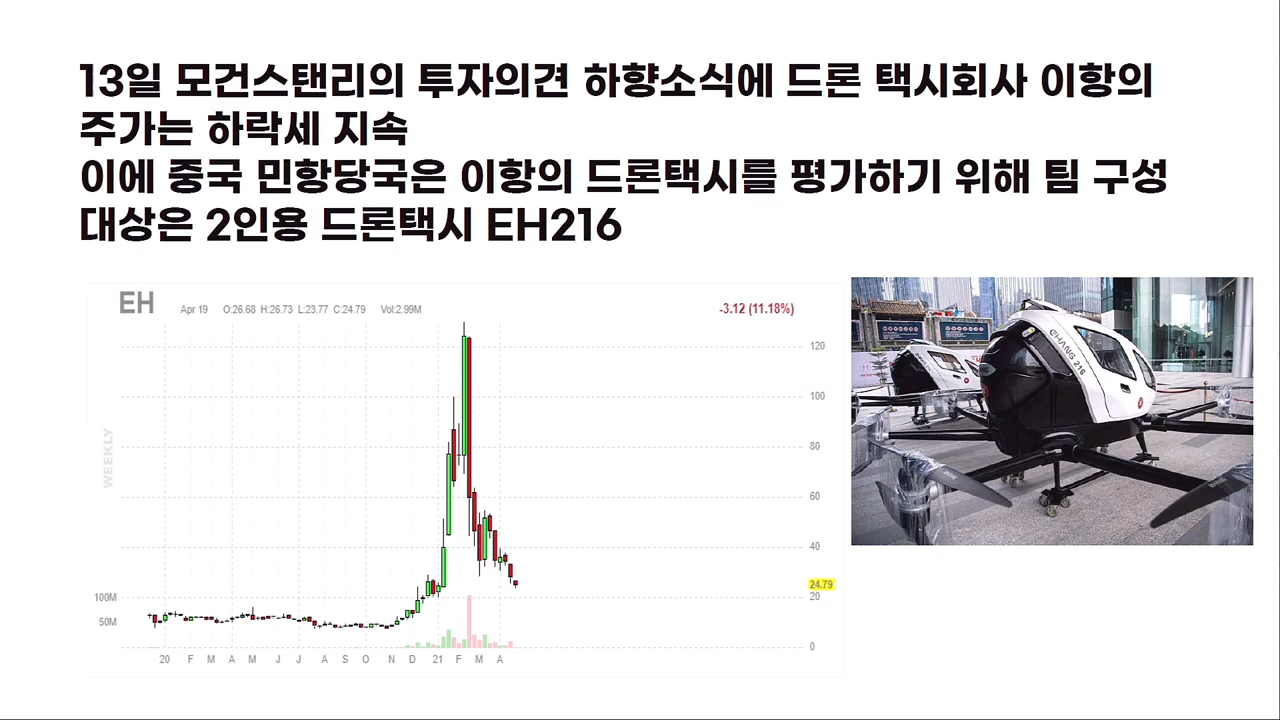 13일 모건스탠리의 투자의견 하향소식에 드론 택시회사 이항의
주가는 하락세 지속
이에 중국 민항당국은 이항의 드론택시를 평가하기 위해 팀 구성
대상은 2인용 드론택시 EH216
EH Apr 19 O:26.68 H:26.73 L:23.77 C:24.79 Vol:2.99M -3.12 (11.18%)
120
100
80
WEEKLY
60
40
24.79
100M 20
50M
0
20 F M A M J J A S O N D 21 F M A
EHANG 216